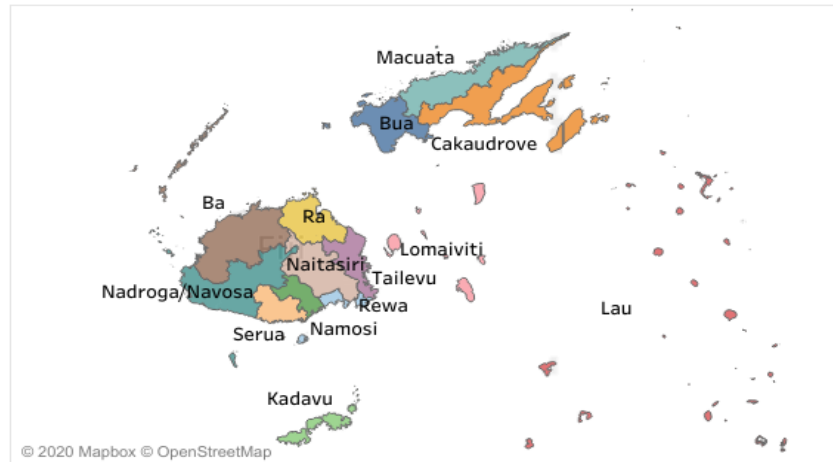 Macuata
Bua
Cakaudrove
Ba
Ra
Lomaiviti
Naitasiri
Tailevu
Nadroga/Navosa
Rewa
Lau
Serua
Namosi
Kadavu
© 2020 Mapbox © OpenStreetMap